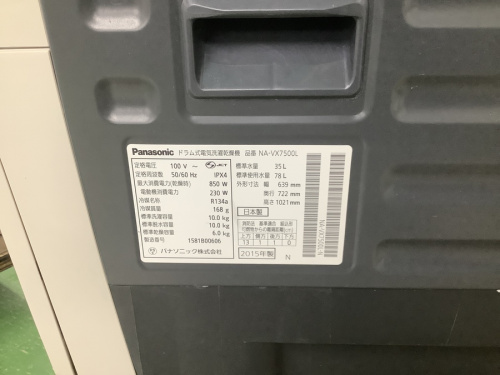 Panasonic ドラム式電気洗濯乾燥機 品番 NA-VX7500L
定格電圧 100 V ～
定格周波数 50/60 Hz IPX4
最大消費電力(乾燥時) 850 W
電動機消費電力 230 W
冷媒名称 R134a
冷媒質量 168 g
標準洗濯容量 10.0 kg
標準脱水容量 10.0 kg
標準乾燥容量 6.0 kg
製造番号 1581B00606
パナソニック株式会社
標準水量 35 L
標準使用水量 78 L
外形寸法 幅 639 mm
奥行 722 mm
高さ 1021 mm
日本製
2015年製 N